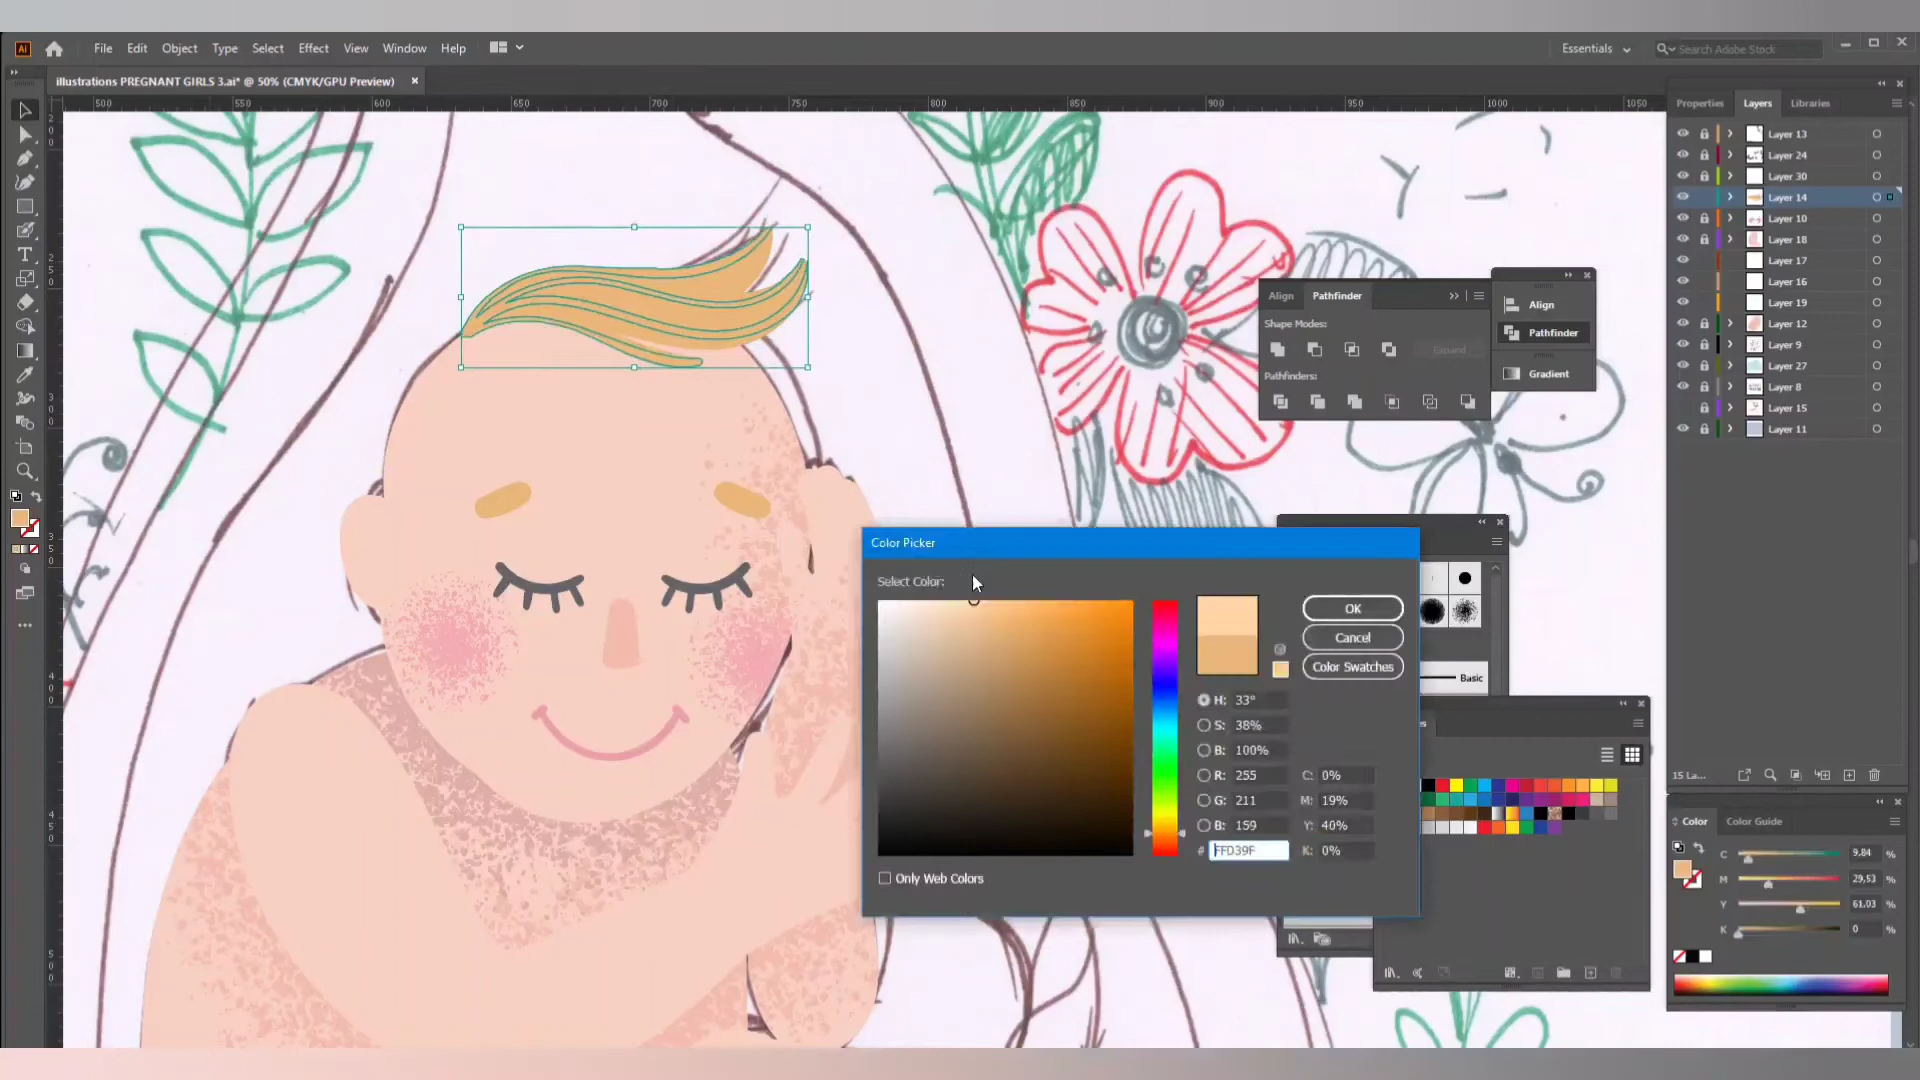 Ai File Edit Object Type Select Effect View Window Help Essentials Search Adobe Stock
illustrations PREGNANT GIRLS 3.ai* @ 50% (CMYK/GPU Preview)
500 550 600 650 700 750 800 850 900 950 1000 1050
Properties Layers Libraries
Layer 13
Layer 24
Layer 30
Layer 14
Layer 10
Layer 18
Layer 17
Layer 16
Layer 19
Layer 12
Layer 9
Layer 27
Layer 8
Layer 15
Layer 11
15 La...
Align Pathfinder
Shape Modes:
Expand
Pathfinders:
Align
Pathfinder
Gradient
Color Picker
Select Color:
OK
Cancel
Color Swatches
H: 33°
S: 38%
B: 100%
R: 255 C: 0%
G: 211 M: 19%
B: 159 Y: 40%
# FFD39F K: 0%
Only Web Colors
Basic
Color Color Guide
C 9,84 %
M 29,53 %
Y 61,03 %
K 0 %